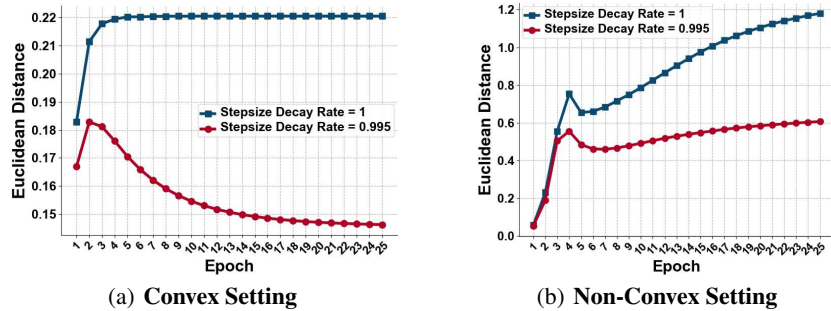 0.22
0.21
0.20
0.19
0.18
0.17
0.16
0.15
Euclidean Distance
Stepsize Decay Rate = 1
Stepsize Decay Rate = 0.995
1 2 3 4 5 6 7 8 9 10 11 12 13 14 15 16 17 18 19 20 21 22 23 24 25
Epoch
(a) Convex Setting
1.2
1.0
0.8
0.6
0.4
0.2
0.0
Euclidean Distance
Stepsize Decay Rate = 1
Stepsize Decay Rate = 0.995
1 2 3 4 5 6 7 8 9 10 11 12 13 14 15 16 17 18 19 20 21 22 23 24 25
Epoch
(b) Non-Convex Setting